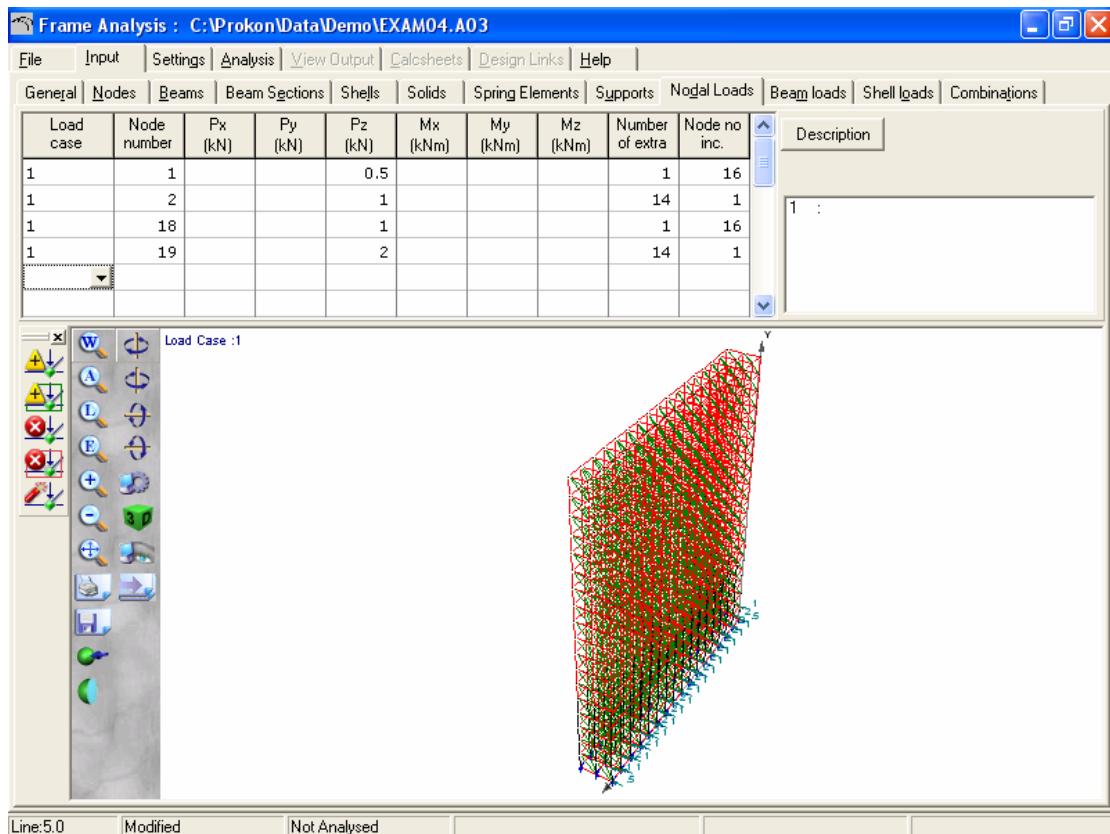 Frame Analysis : C:\Prokon\Data\Demo\EXAM04.A03
File Input Settings Analysis View Output Calcsheets Design Links Help
General Nodes Beams Beam Sections Shells Solids Spring Elements Supports Nodal Loads Beam loads Shell loads Combinations
Load case Node number Px (kN) Py (kN) Pz (kN) Mx (kNm) My (kNm) Mz (kNm) Number of extra Node no inc.
Description
1 1 0.5 1 16
1 2 1 14 1
1 18 1 1 16
1 19 2 14 1
1 :
Load Case :1
W
A
L
E
3 D
Y
Line:5.0 Modified Not Analysed